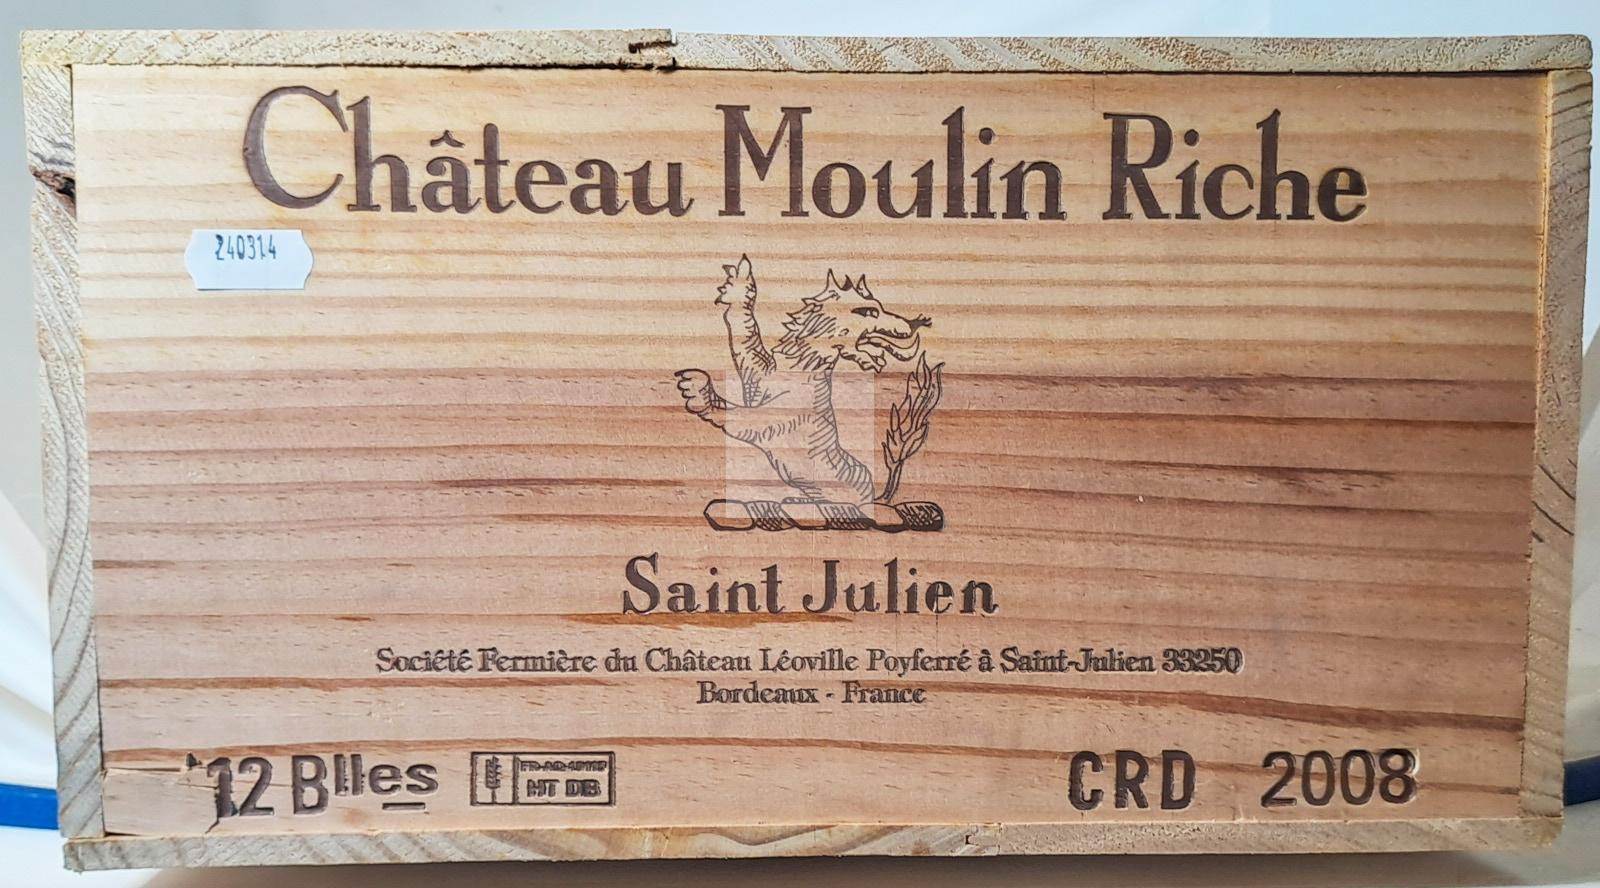 Château Moulin Riche
240314
Saint Julien
Société Fermière du Château Léoville Poyferré à Saint-Julien 33250
Bordeaux - France
12 Blles
HT DB
CRD 2008